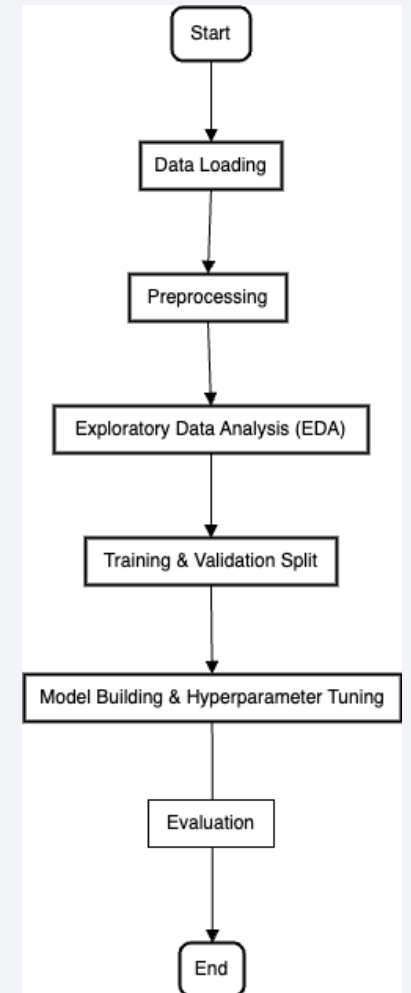 Start
Data Loading
Preprocessing
Exploratory Data Analysis (EDA)
Training & Validation Split
Model Building & Hyperparameter Tuning
Evaluation
End